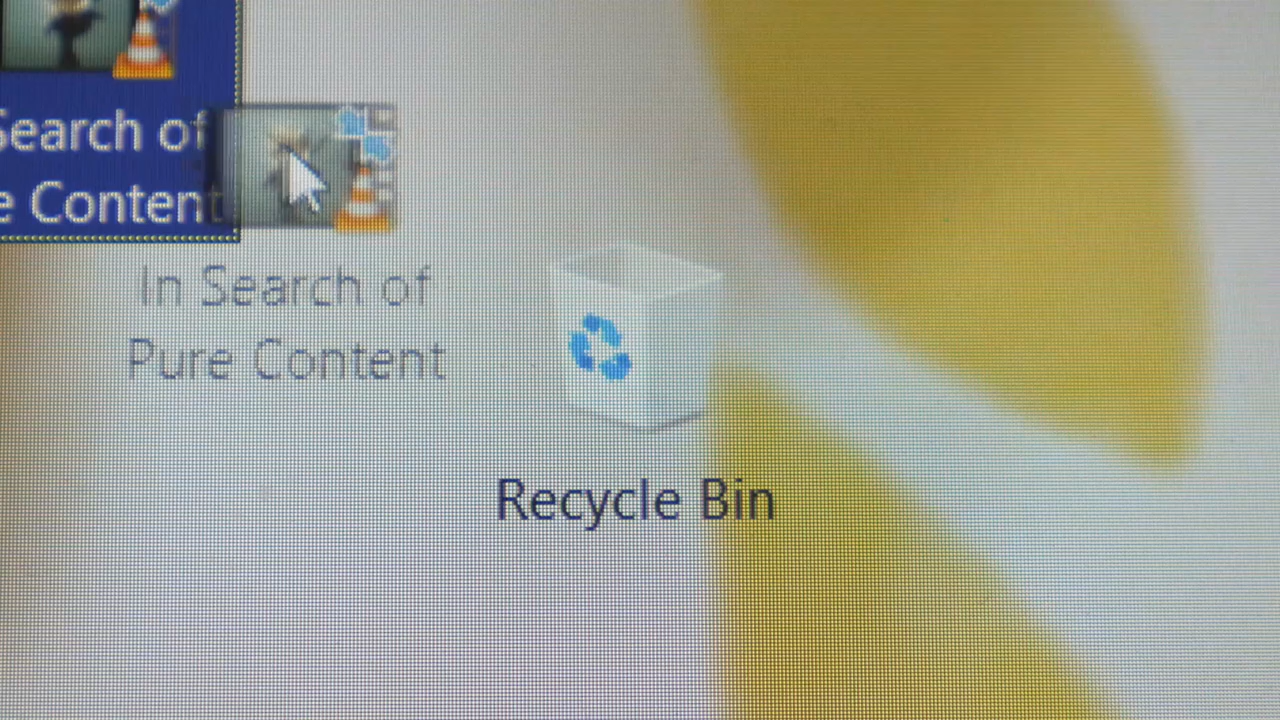 Search of
e Content
In Search of
Pure Content
Recycle Bin